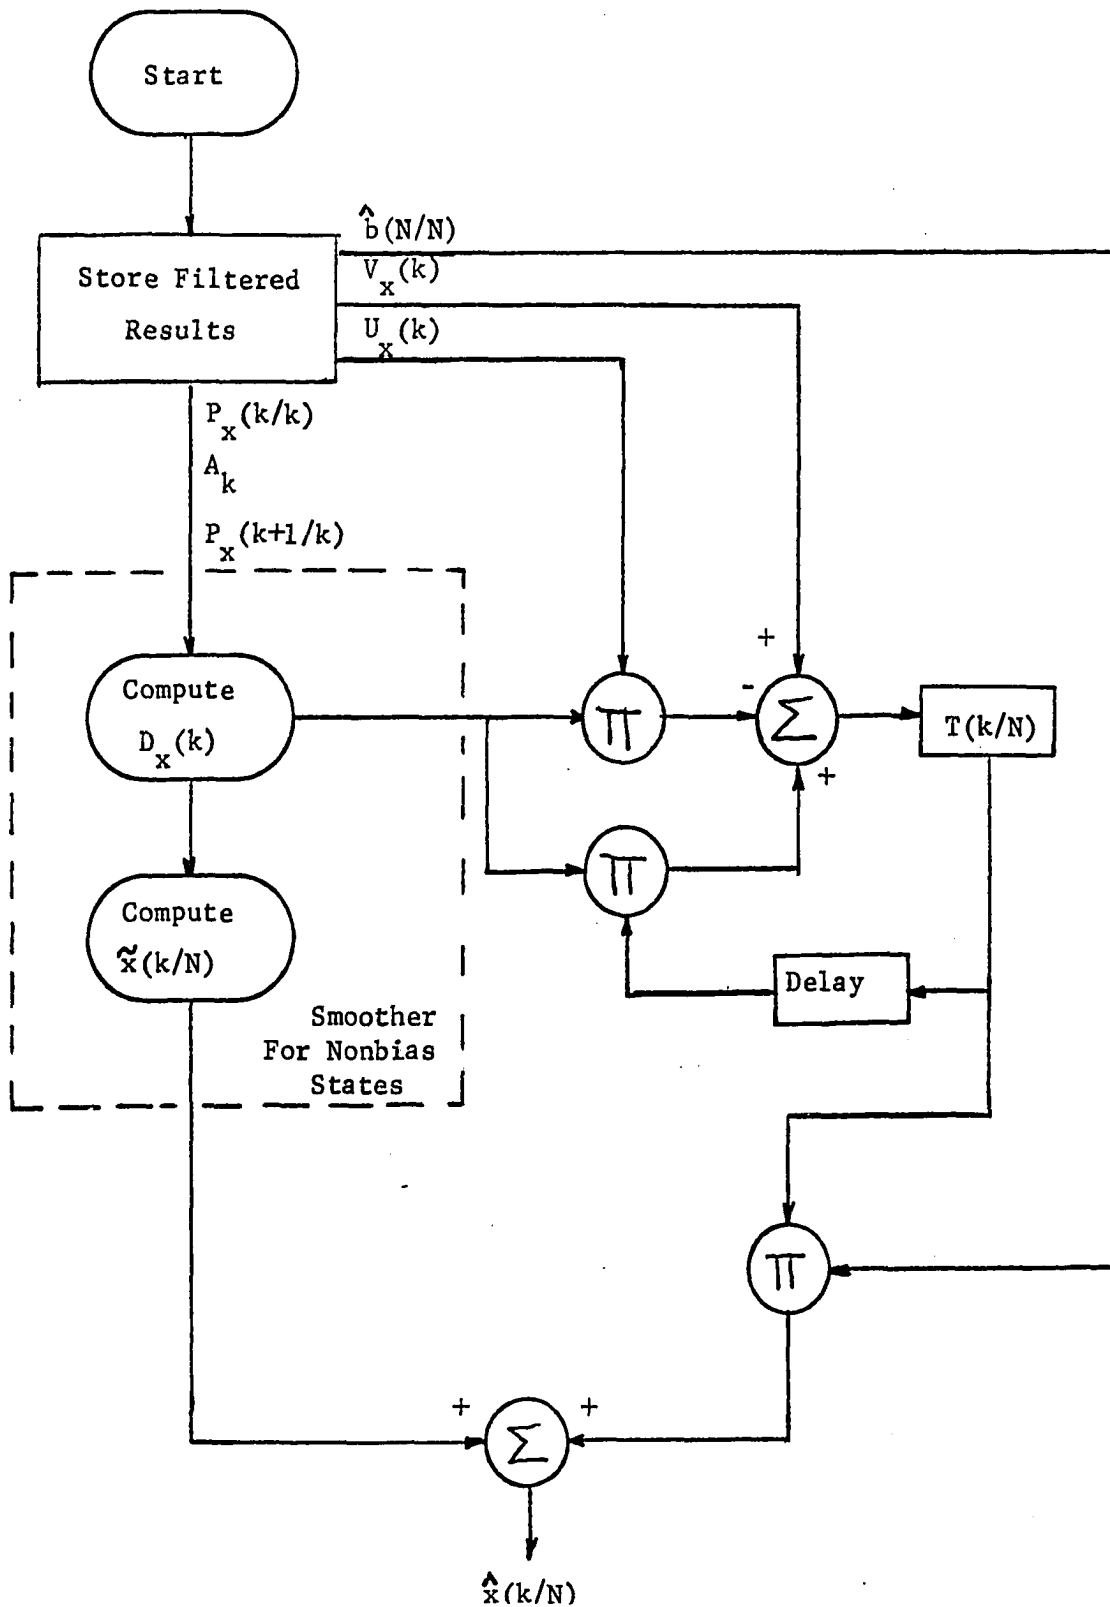 Start
b̂(N/N)
V_x(k)
U_x(k)
Store Filtered
Results
P_x(k/k)
A_k
P_x(k+1/k)
Compute
D_x(k)
Π
-
+
Σ
+
T(k/N)
Π
Compute
x̃(k/N)
Delay
Smoother
For Nonbias
States
Π
+
Σ
+
x̂(k/N)